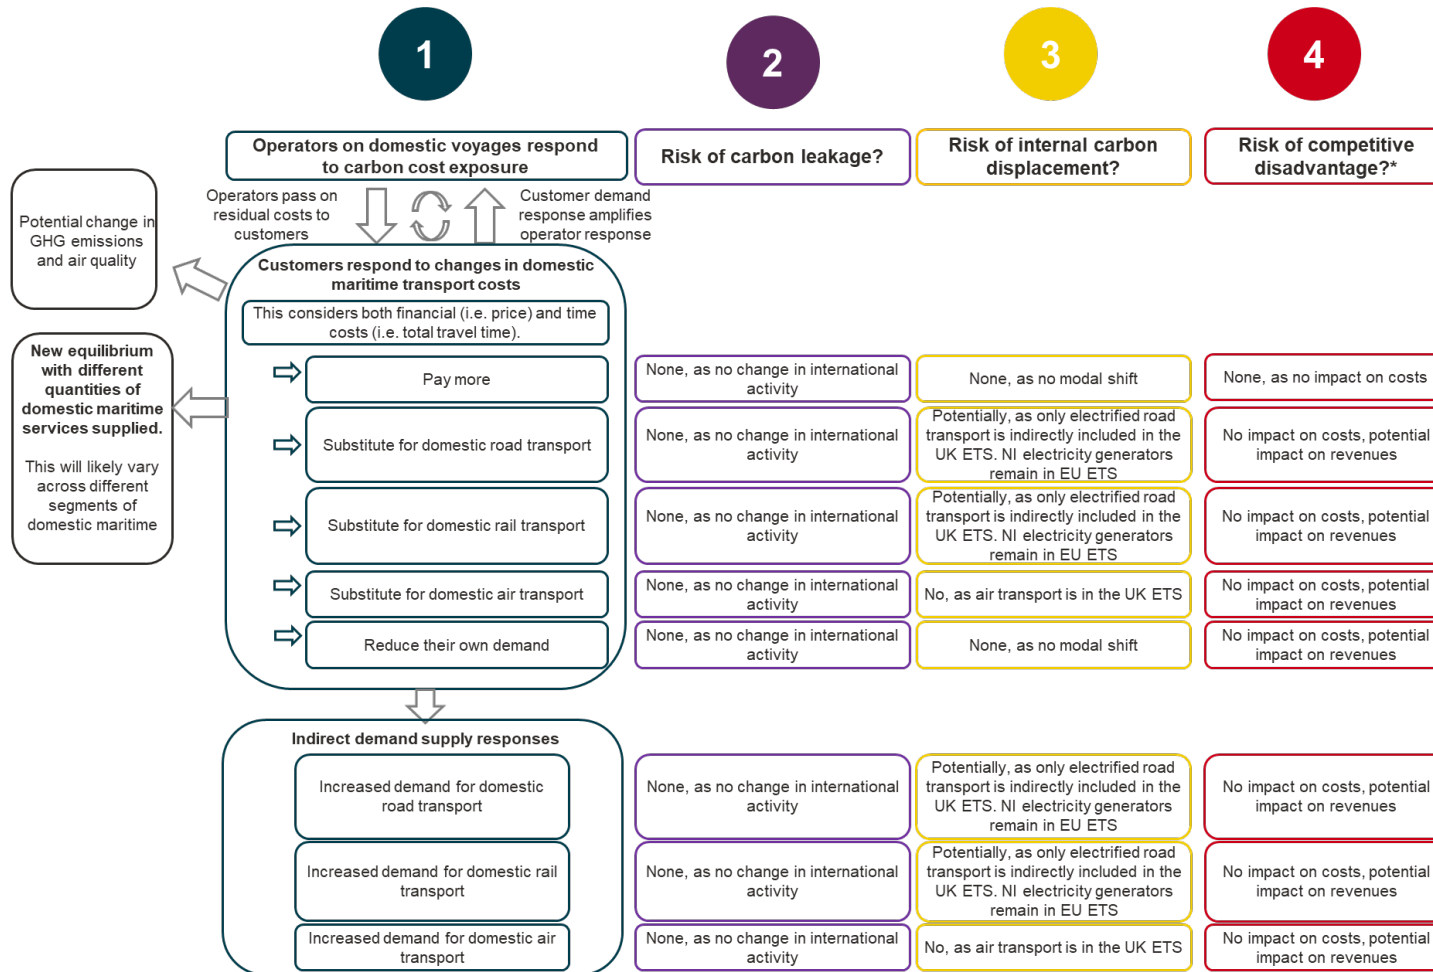 1
2
3
4
Operators on domestic voyages respond
to carbon cost exposure
Risk of carbon leakage?
Risk of internal carbon
displacement?
Risk of competitive
disadvantage?*
Operators pass on
residual costs to
customers
Customer demand
response amplifies
operator response
Potential change in
GHG emissions
and air quality
Customers respond to changes in domestic
maritime transport costs
This considers both financial (i.e. price) and time
costs (i.e. total travel time).
New equilibrium
with different
quantities of
domestic maritime
services supplied.
This will likely vary
across different
segments of
domestic maritime
Pay more
None, as no change in international
activity
None, as no modal shift
None, as no impact on costs
Substitute for domestic road transport
None, as no change in international
activity
Potentially, as only electrified road
transport is indirectly included in the
UK ETS. NI electricity generators
remain in EU ETS
No impact on costs, potential
impact on revenues
Substitute for domestic rail transport
None, as no change in international
activity
Potentially, as only electrified road
transport is indirectly included in the
UK ETS. NI electricity generators
remain in EU ETS
No impact on costs, potential
impact on revenues
Substitute for domestic air transport
None, as no change in international
activity
No, as air transport is in the UK ETS
No impact on costs, potential
impact on revenues
Reduce their own demand
None, as no change in international
activity
None, as no modal shift
No impact on costs, potential
impact on revenues
Indirect demand supply responses
Increased demand for domestic
road transport
None, as no change in international
activity
Potentially, as only electrified road
transport is indirectly included in the
UK ETS. NI electricity generators
remain in EU ETS
No impact on costs, potential
impact on revenues
Increased demand for domestic rail
transport
None, as no change in international
activity
Potentially, as only electrified road
transport is indirectly included in the
UK ETS. NI electricity generators
remain in EU ETS
No impact on costs, potential
impact on revenues
Increased demand for domestic air
transport
None, as no change in international
activity
No, as air transport is in the UK ETS
No impact on costs, potential
impact on revenues